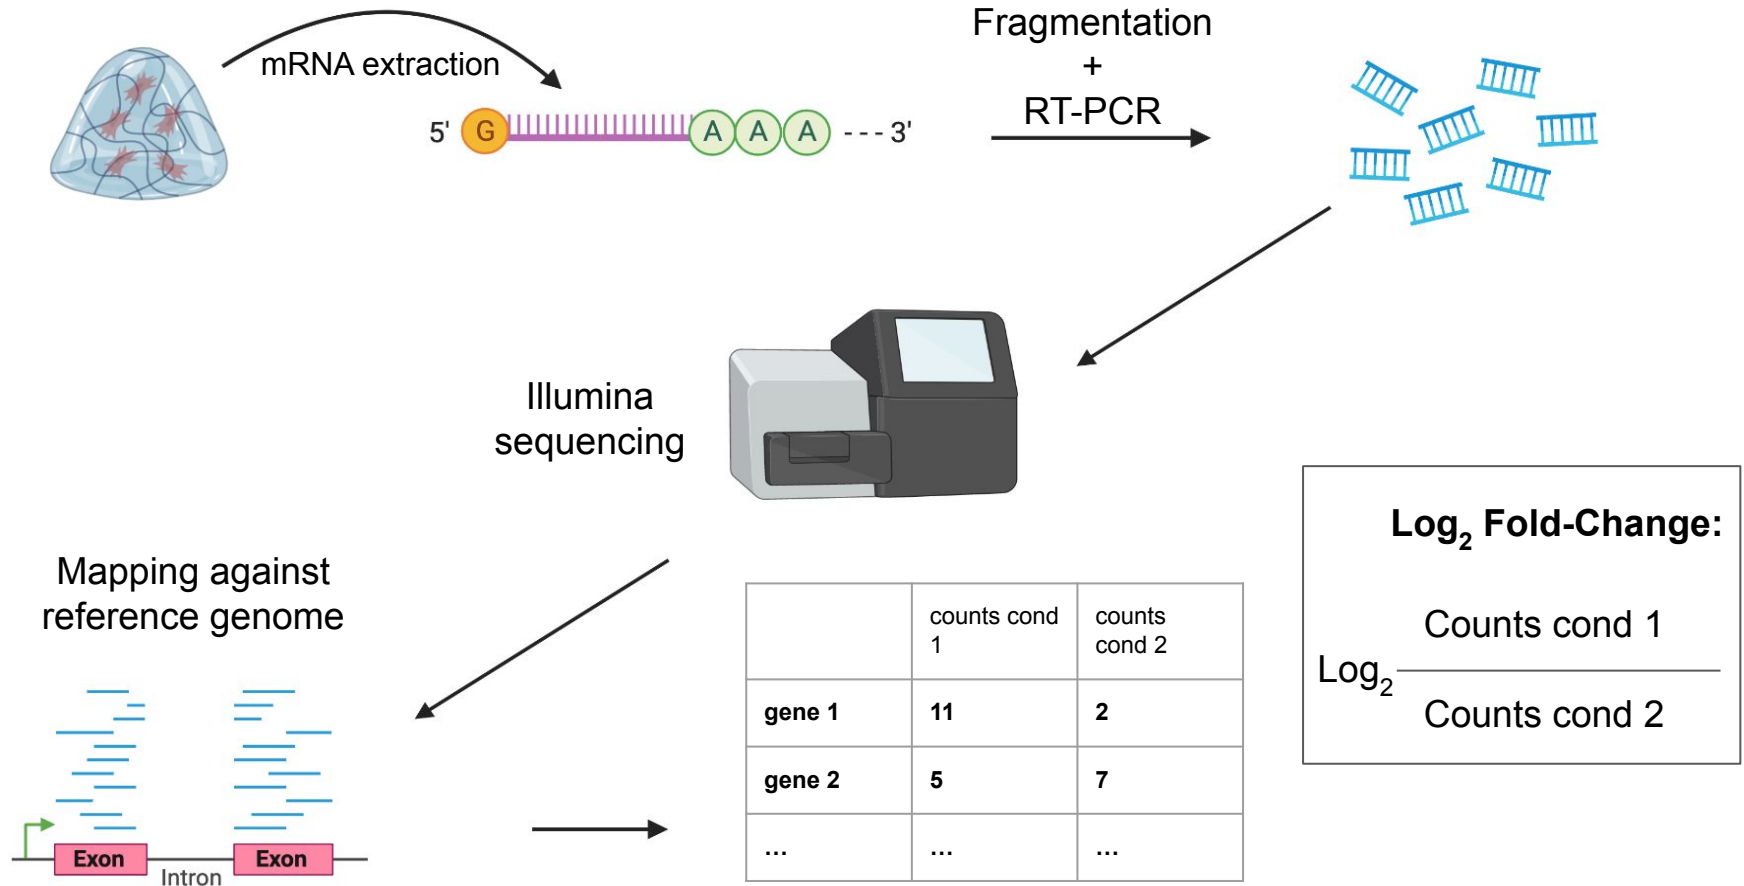 mRNA extraction
Fragmentation
+
RT-PCR
5' G A A A --- 3'
Illumina
sequencing
Mapping against
reference genome
Exon Exon
Intron
counts cond
1
counts
cond 2
gene 1 11 2
gene 2 5 7
... ... ...
Log₂ Fold-Change:
Counts cond 1
Log₂
Counts cond 2